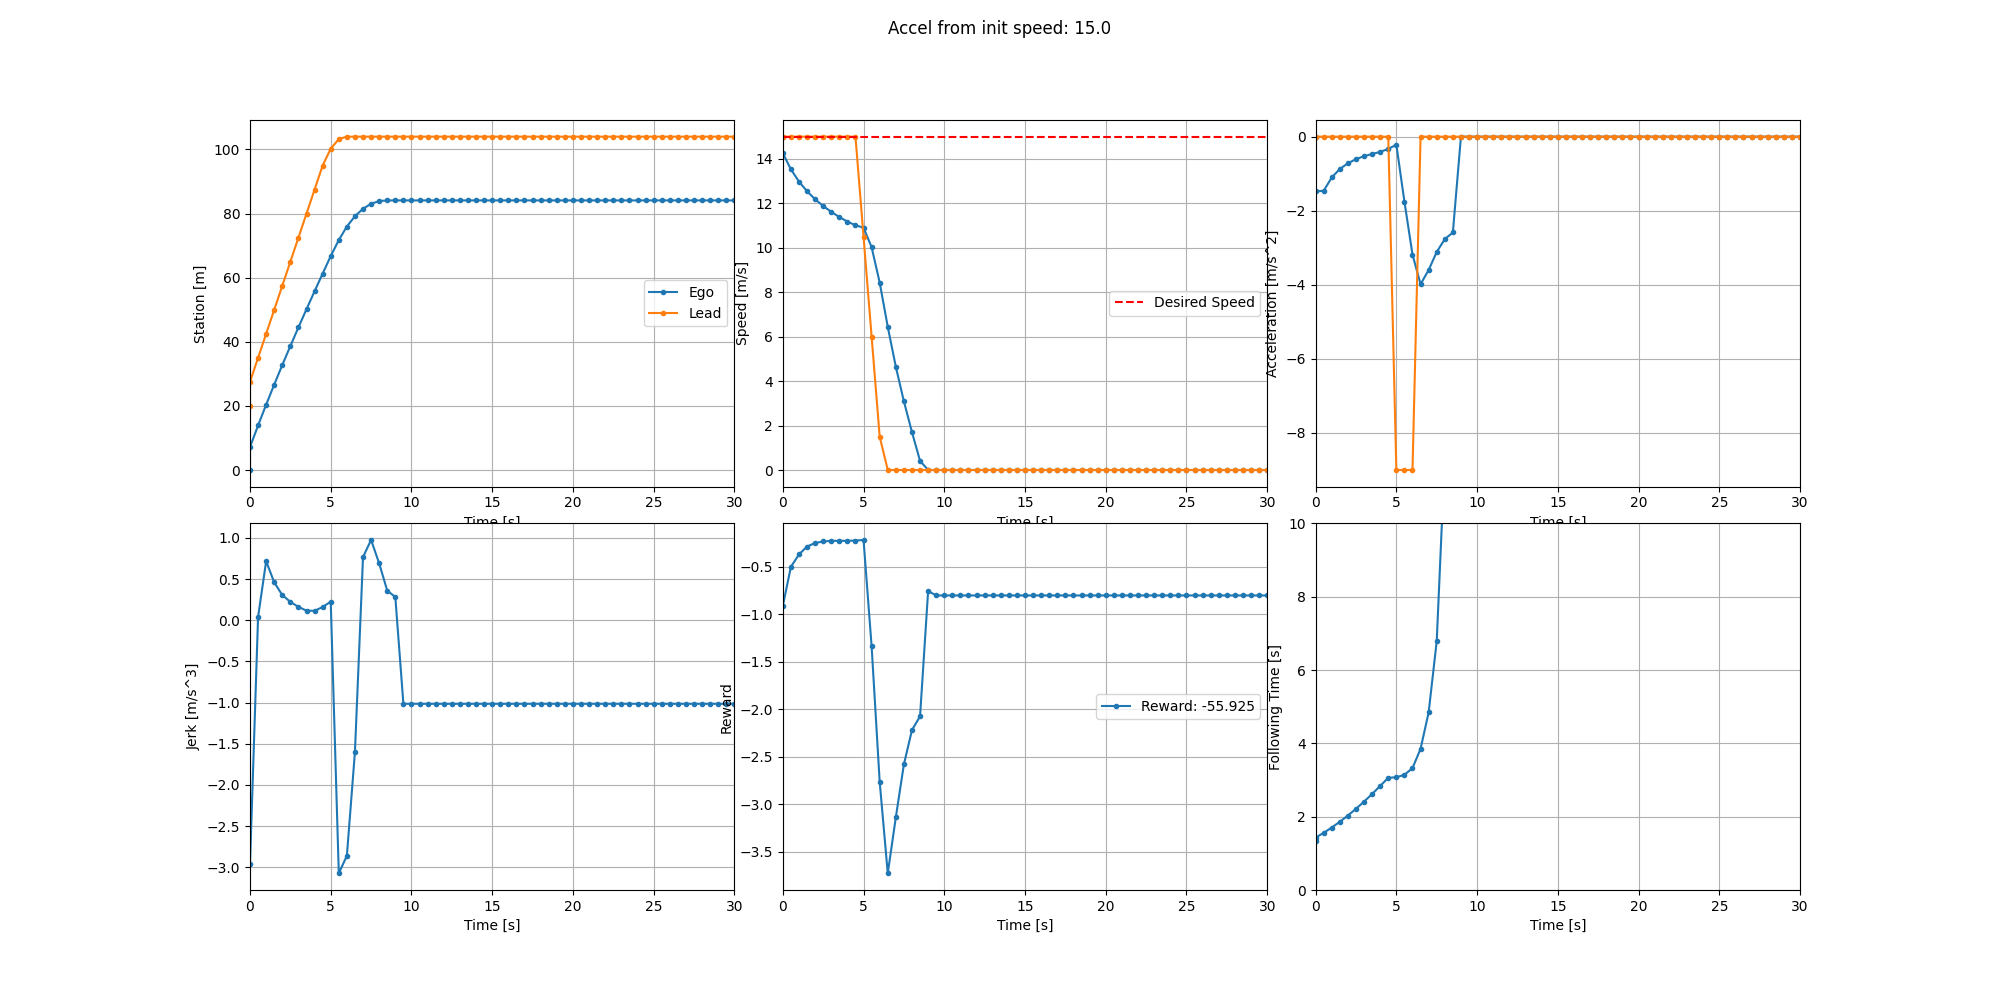 Accel from init speed: 15.0
Station [m]
100
80
60
40
20
0
Ego
Lead
0 5 10 15 20 25 30
Time [s]
Speed [m/s]
14
12
10
8
6
4
2
0
Desired Speed
0 5 10 15 20 25 30
Time [s]
Acceleration [m/s^2]
0
−2
−4
−6
−8
0 5 10 15 20 25 30
Time [s]
Jerk [m/s^3]
1.0
0.5
0.0
−0.5
−1.0
−1.5
−2.0
−2.5
−3.0
0 5 10 15 20 25 30
Time [s]
Reward
−0.5
−1.0
−1.5
−2.0
−2.5
−3.0
−3.5
Reward: -55.925
0 5 10 15 20 25 30
Time [s]
Following Time [s]
10
8
6
4
2
0
0 5 10 15 20 25 30
Time [s]